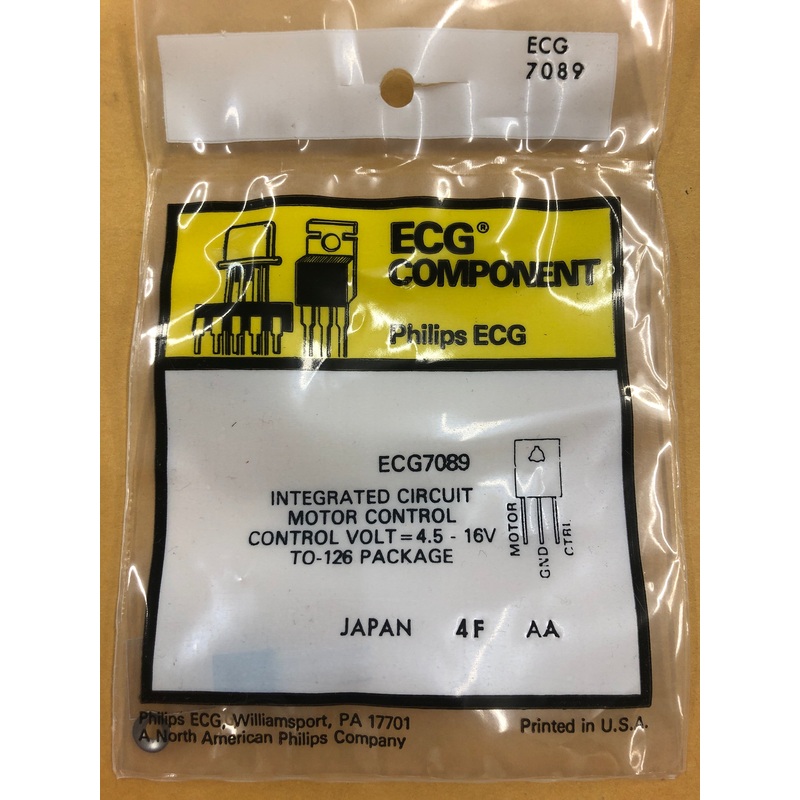 ECG
7089
ECG®
COMPONENT
Philips ECG
ECG7089
INTEGRATED CIRCUIT
MOTOR CONTROL
CONTROL VOLT = 4.5 - 16V
TO-126 PACKAGE
MOTOR
GND
CTRL
JAPAN 4F AA
Philips ECG, Williamsport, PA 17701
A North American Philips Company
Printed in U.S.A.